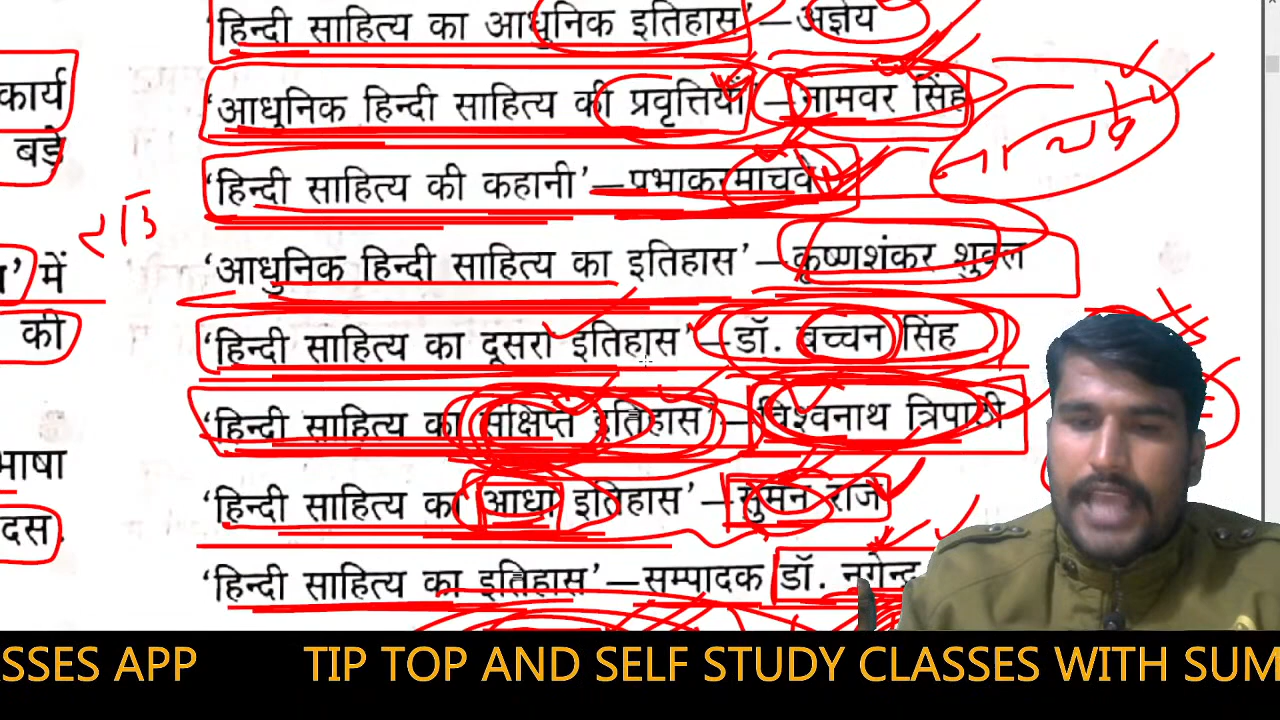 'हिन्दी साहित्य का आधुनिक इतिहास'—अज्ञेय
कार्य
'आधुनिक हिन्दी साहित्य की प्रवृत्तियाँ'—नामवर सिंह
बड़े
'हिन्दी साहित्य की कहानी'—प्रभाकर माचवे
' में
'आधुनिक हिन्दी साहित्य का इतिहास'—कृष्णशंकर शुक्ल
की
'हिन्दी साहित्य का दूसरा इतिहास'—डॉ. बच्चन सिंह
'हिन्दी साहित्य का संक्षिप्त इतिहास'—विश्वनाथ त्रिपाठी
भाषा
'हिन्दी साहित्य का आधा इतिहास'—सुमन राजे
दस
'हिन्दी साहित्य का इतिहास'—सम्पादक डॉ. नगेन्द्र
SSES APP TIP TOP AND SELF STUDY CLASSES WITH SUM